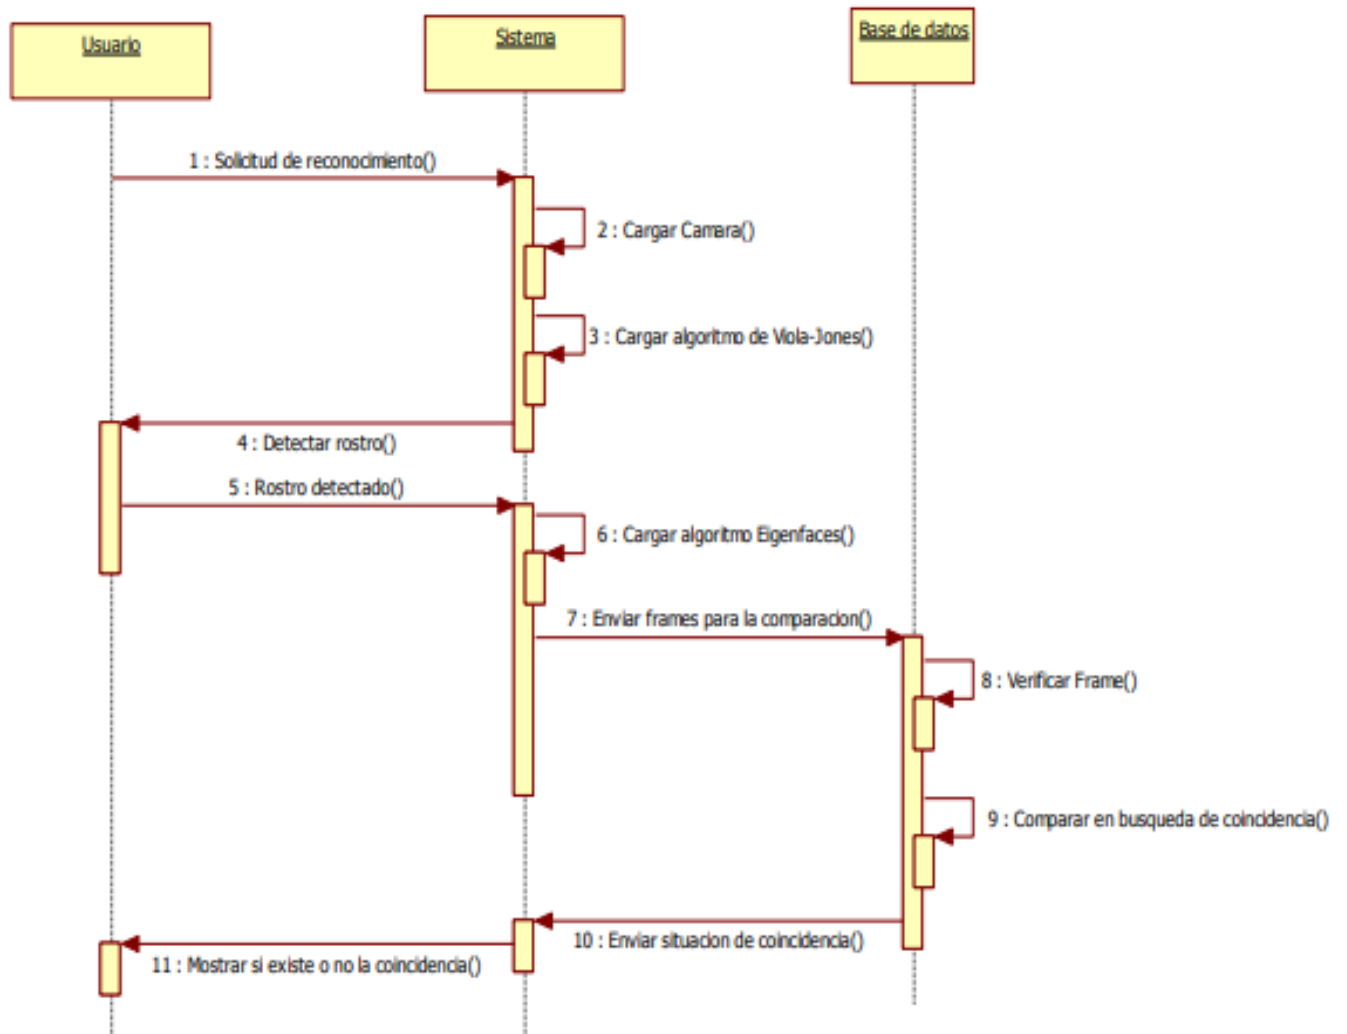 Usuario
Sistema
Base de datos
1 : Solicitud de reconocimiento()
2 : Cargar Camara()
3 : Cargar algoritmo de Viola-Jones()
4 : Detectar rostro()
5 : Rostro detectado()
6 : Cargar algoritmo Eigenfaces()
7 : Enviar frames para la comparacion()
8 : Verificar Frame()
9 : Comparar en busqueda de coincidencia()
10 : Enviar situacion de coincidencia()
11 : Mostrar si existe o no la coincidencia()